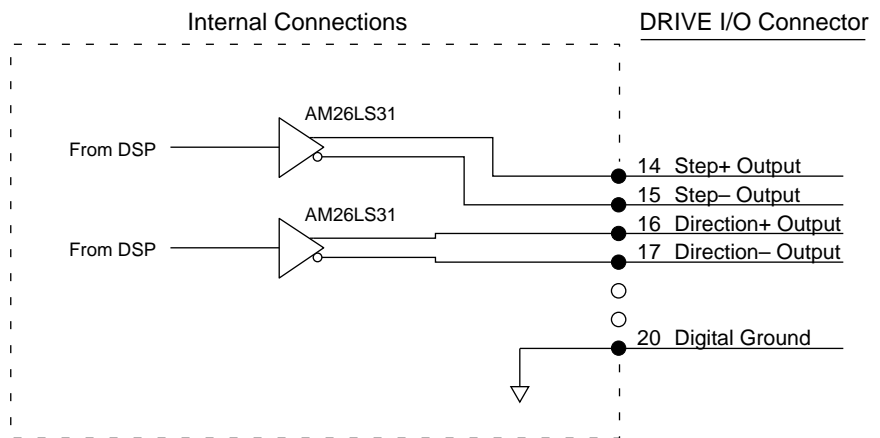 Internal Connections
DRIVE I/O Connector
AM26LS31
From DSP
14 Step+ Output
15 Step– Output
AM26LS31
16 Direction+ Output
From DSP
17 Direction– Output
20 Digital Ground